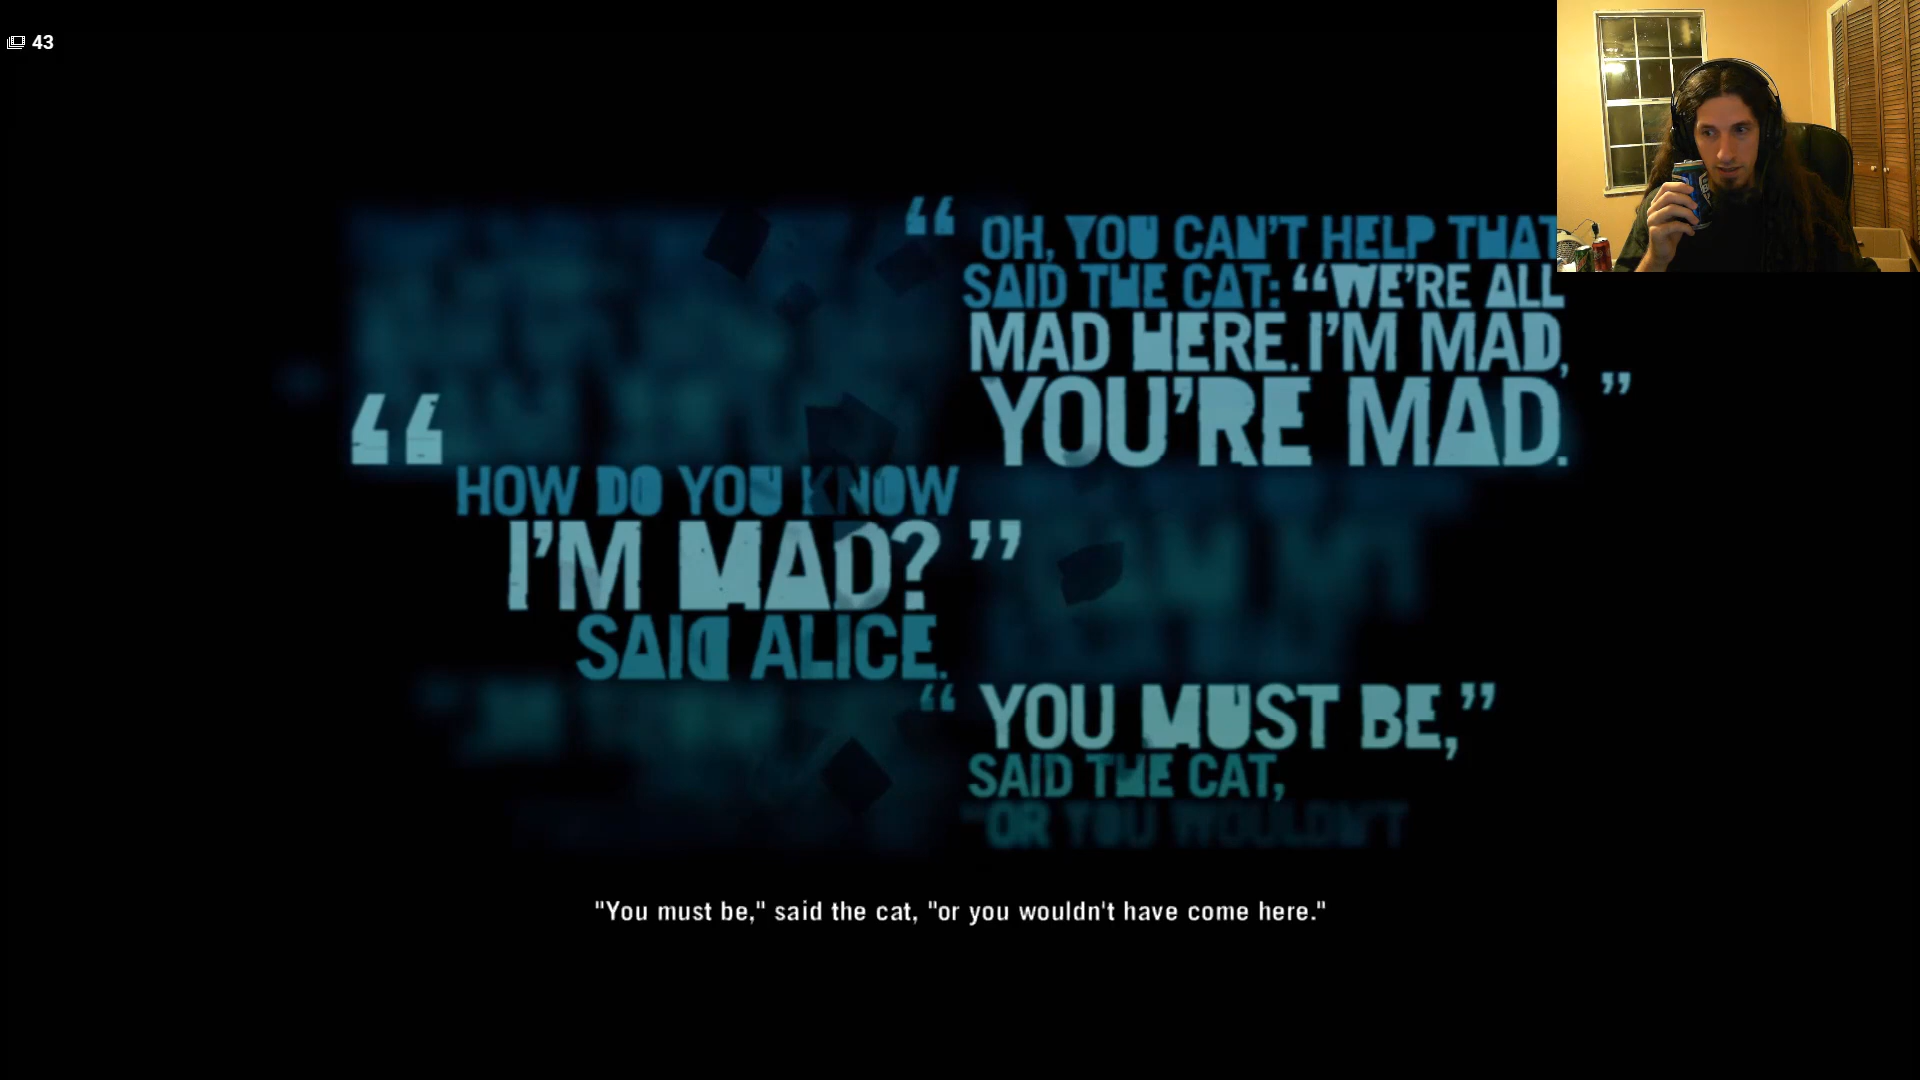 43
“ OH, YOU CAN’T HELP THAT
SAID THE CAT: “WE’RE ALL
MAD HERE. I’M MAD,
YOU’RE MAD. ”
“ HOW DO YOU KNOW
I’M MAD? ”
SAID ALICE.
“ YOU MUST BE,”
SAID THE CAT,
“OR YOU WOULDN’T
"You must be," said the cat, "or you wouldn't have come here."